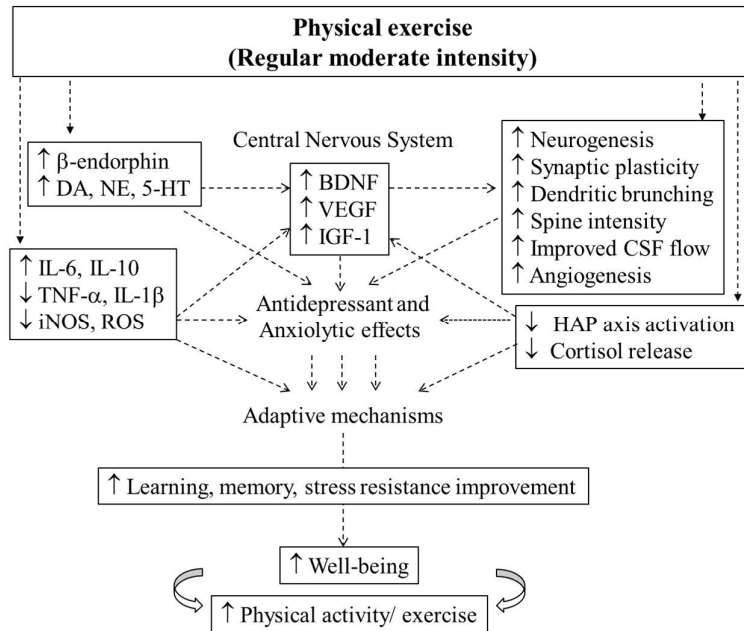 Physical exercise
(Regular moderate intensity)
Central Nervous System
↑ β-endorphin
↑ DA, NE, 5-HT
↑ BDNF
↑ VEGF
↑ IGF-1
↑ Neurogenesis
↑ Synaptic plasticity
↑ Dendritic brunching
↑ Spine intensity
↑ Improved CSF flow
↑ Angiogenesis
↑ IL-6, IL-10
↓ TNF-α, IL-1β
↓ iNOS, ROS
Antidepressant and
Anxiolytic effects
↓ HAP axis activation
↓ Cortisol release
Adaptive mechanisms
↑ Learning, memory, stress resistance improvement
↑ Well-being
↑ Physical activity/ exercise